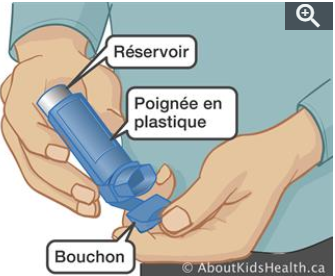 Réservoir
Poignée en
plastique
Bouchon
© AboutKidsHealth.ca